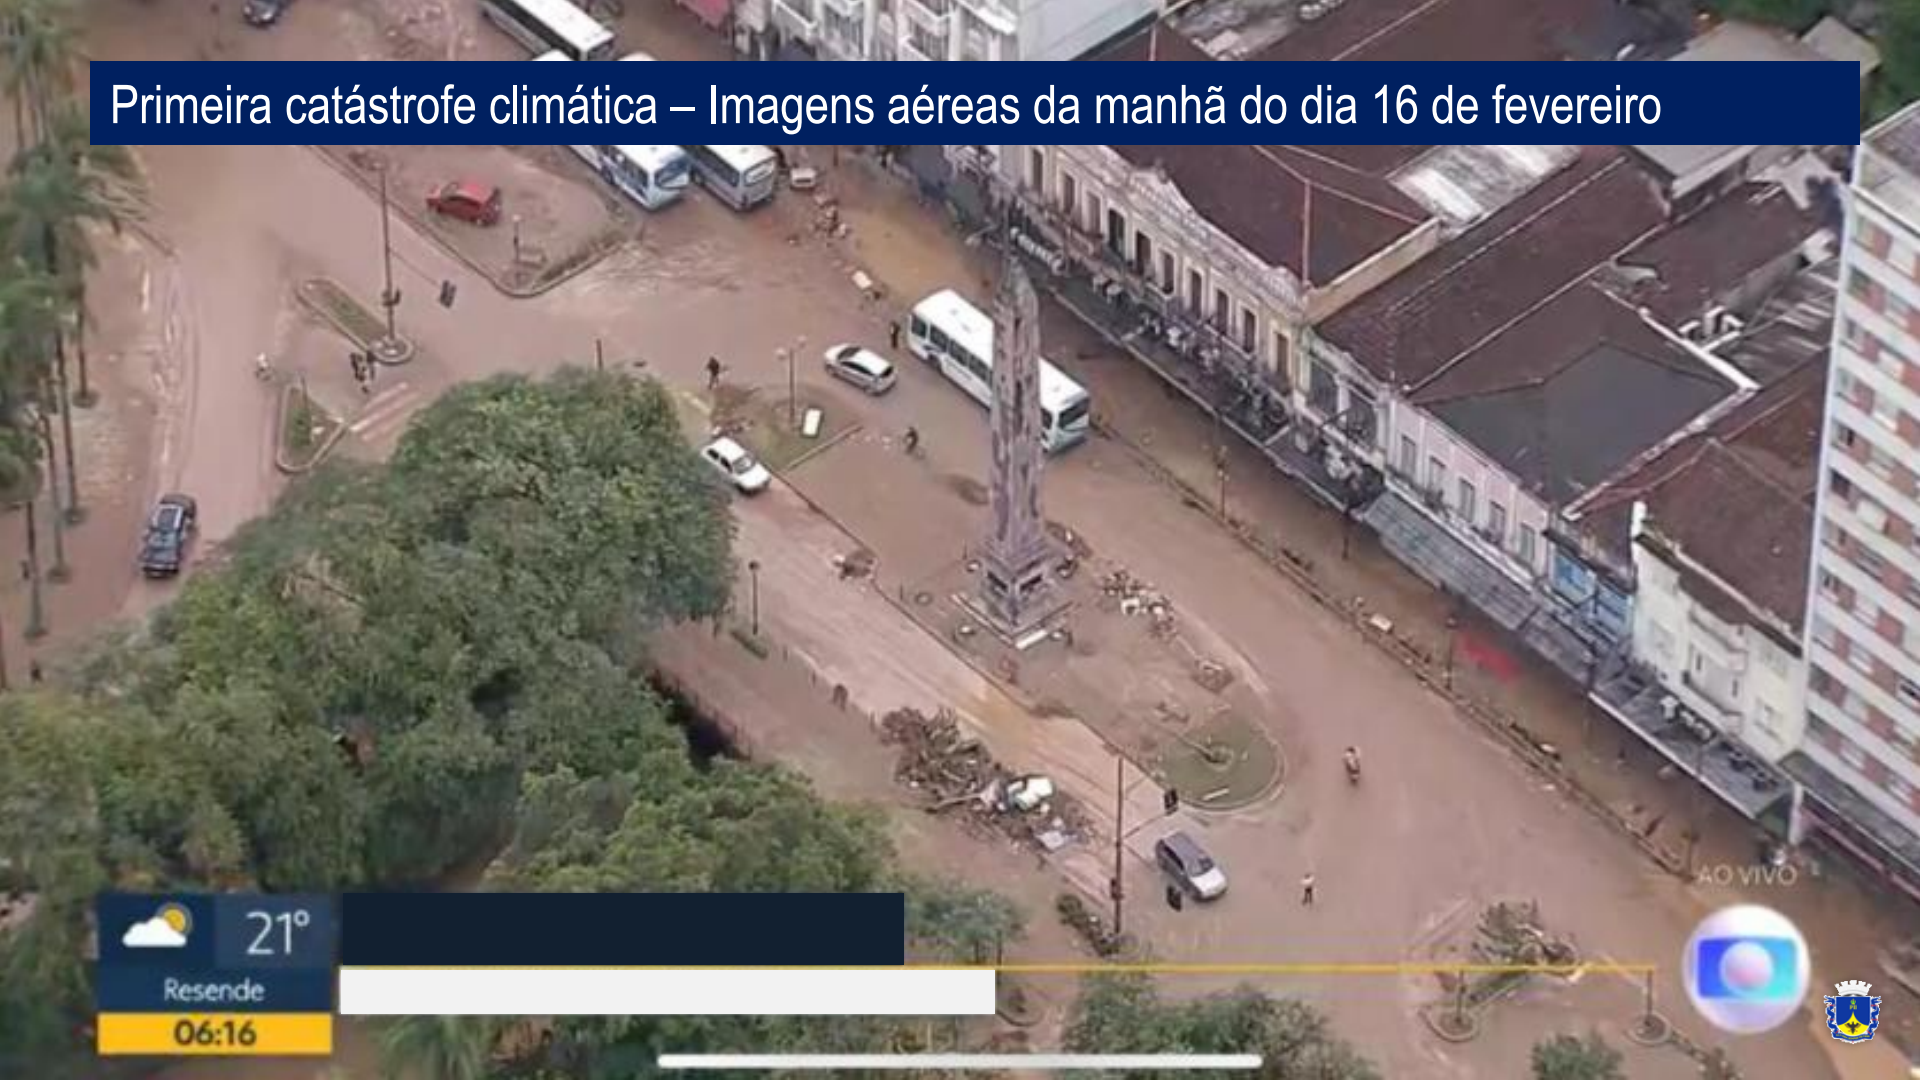 Primeira catástrofe climática – Imagens aéreas da manhã do dia 16 de fevereiro
AO VIVO
21°
Resende
06:16